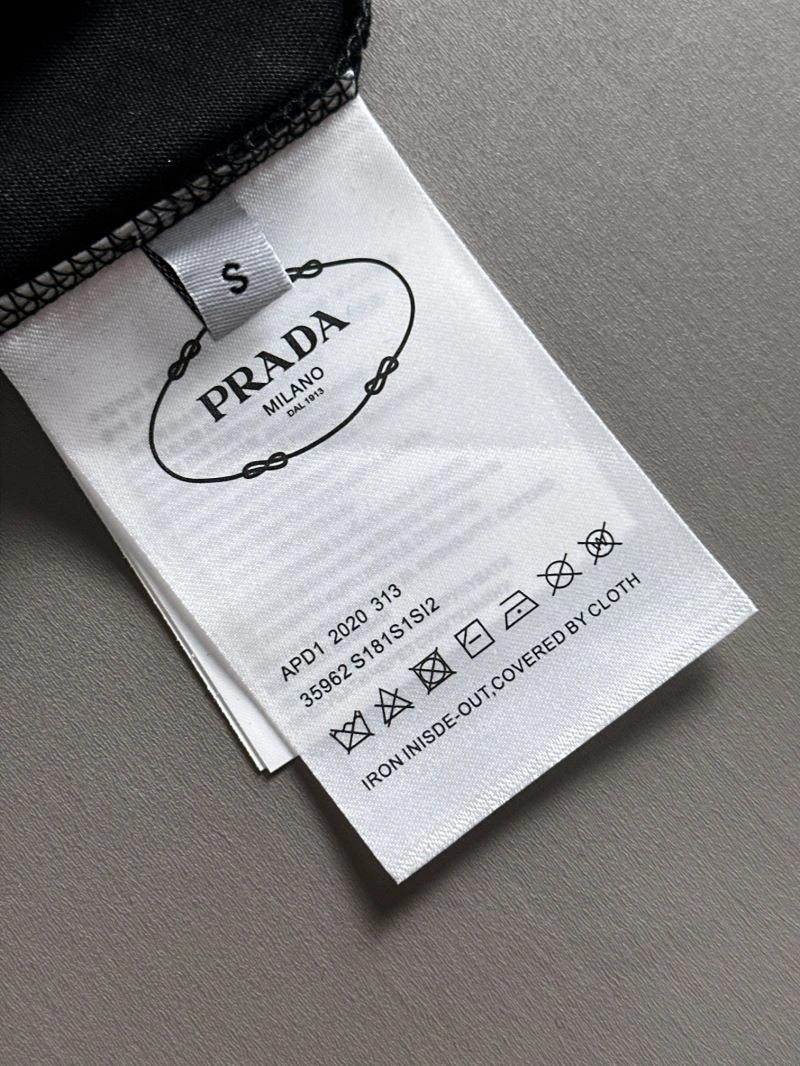 S
PRADA
MILANO
DAL 1913
APD1 2020 313
35962 S181S1SI2
IRON INISDE-OUT,COVERED BY CLOTH